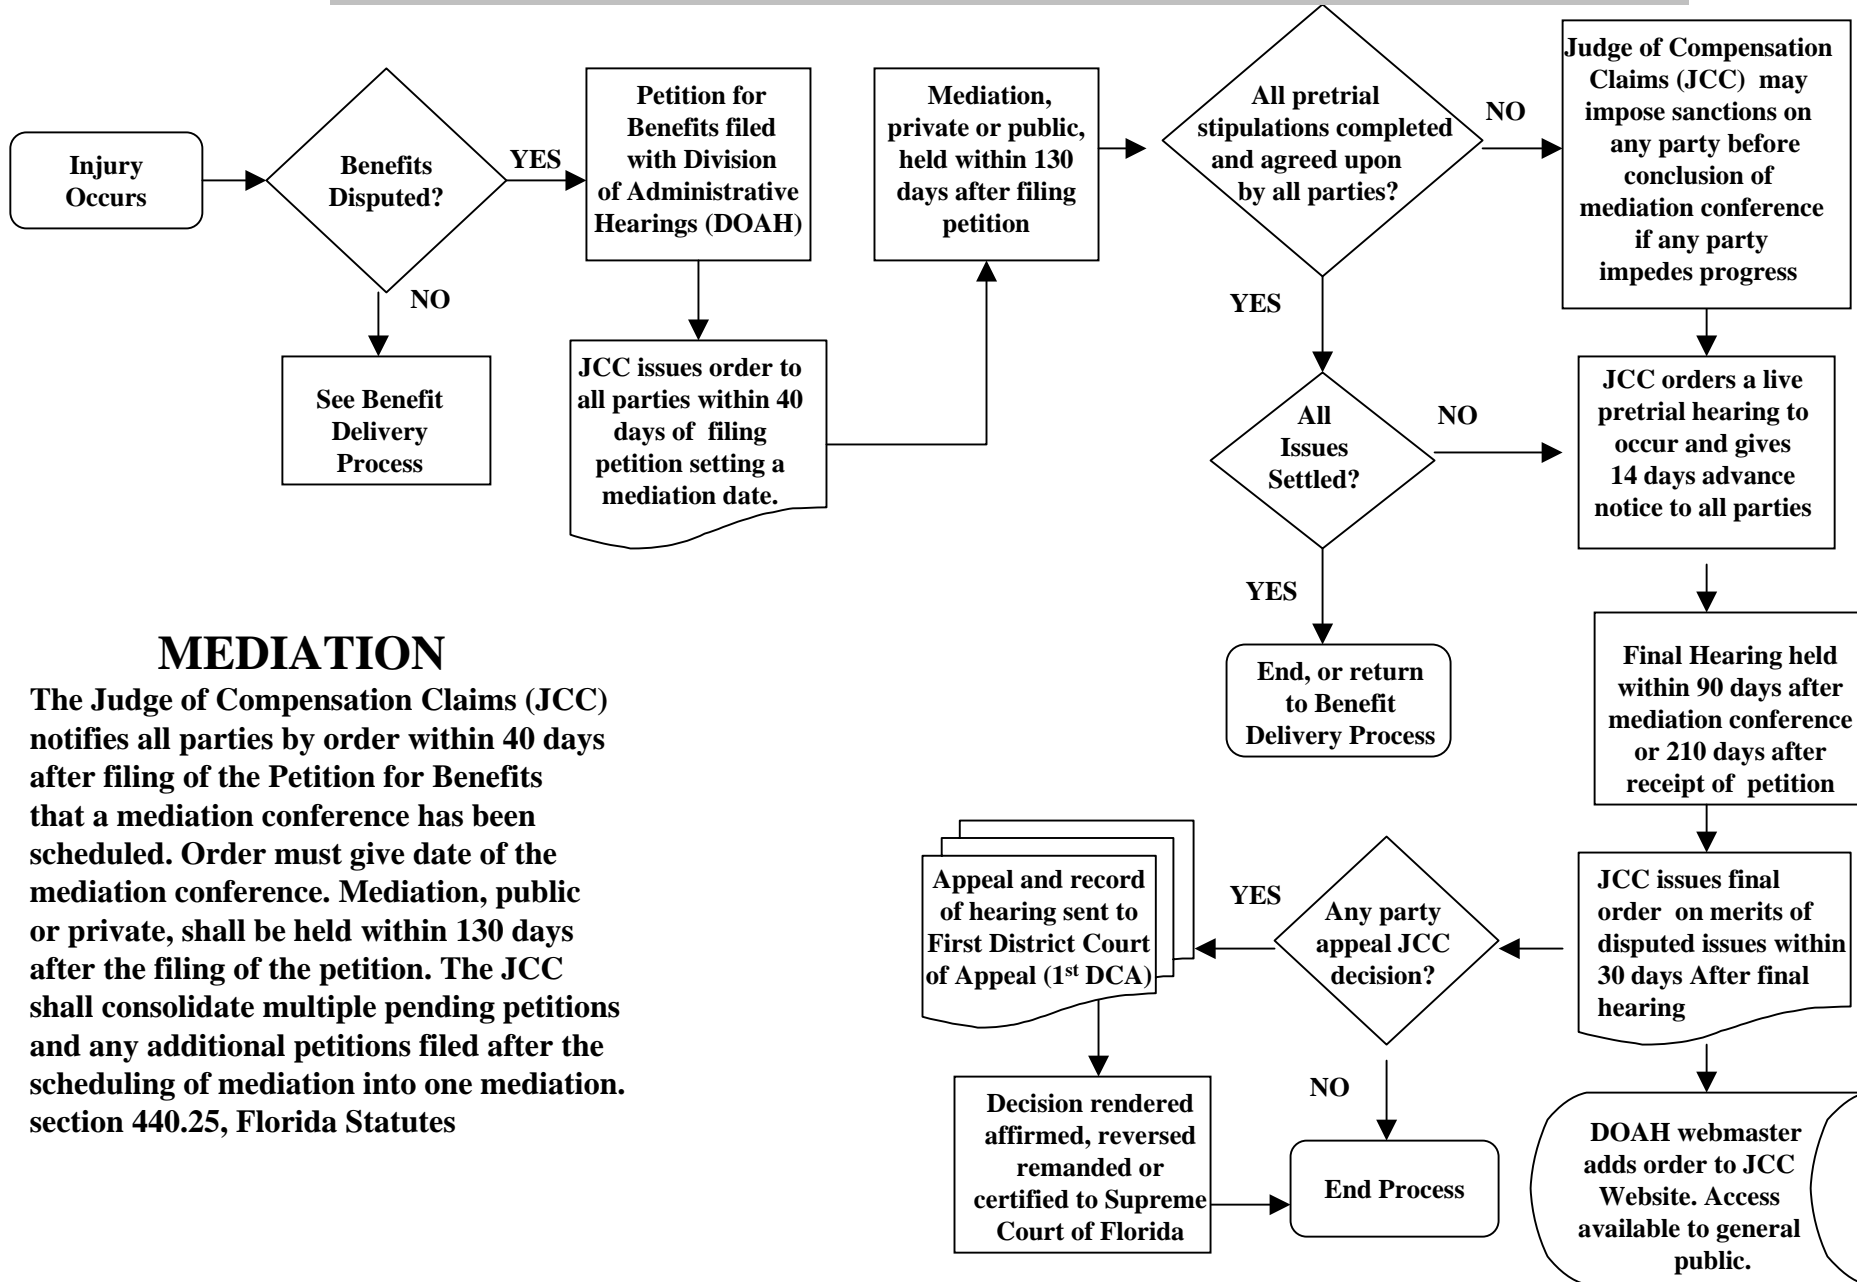 Injury
Occurs
Benefits
Disputed?
YES
NO
See Benefit
Delivery
Process
Petition for
Benefits filed
with Division
of Administrative
Hearings (DOAH)
JCC issues order to
all parties within 40
days of filing
petition setting a
mediation date.
Mediation,
private or public,
held within 130
days after filing
petition
All pretrial
stipulations completed
and agreed upon
by all parties?
NO
YES
Judge of Compensation
Claims (JCC) may
impose sanctions on
any party before
conclusion of
mediation conference
if any party
impedes progress
All
Issues
Settled?
NO
YES
JCC orders a live
pretrial hearing to
occur and gives
14 days advance
notice to all parties
End, or return
to Benefit
Delivery Process
Final Hearing held
within 90 days after
mediation conference
or 210 days after
receipt of petition
JCC issues final
order on merits of
disputed issues within
30 days After final
hearing
Any party
appeal JCC
decision?
YES
NO
Appeal and record
of hearing sent to
First District Court
of Appeal (1st DCA)
Decision rendered
affirmed, reversed
remanded or
certified to Supreme
Court of Florida
End Process
DOAH webmaster
adds order to JCC
Website. Access
available to general
public.
MEDIATION
The Judge of Compensation Claims (JCC)
notifies all parties by order within 40 days
after filing of the Petition for Benefits
that a mediation conference has been
scheduled. Order must give date of the
mediation conference. Mediation, public
or private, shall be held within 130 days
after the filing of the petition. The JCC
shall consolidate multiple pending petitions
and any additional petitions filed after the
scheduling of mediation into one mediation.
section 440.25, Florida Statutes